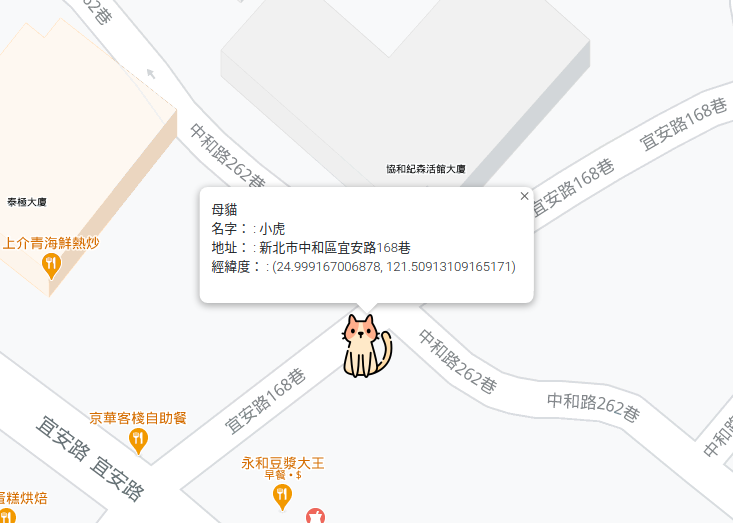 62巷
中和路262巷
宜安路168巷
宜安路168巷
協和紀森活館大廈
泰極大廈
上介青海鮮熱炒
×
母貓
名字： : 小虎
地址： : 新北市中和區宜安路168巷
經緯度： : (24.999167006878, 121.50913109165171)
中和路262巷
中和路262巷
宜安路168巷
京華客棧自助餐
宜安路 宜安路
永和豆漿大王
早餐 • $
蛋糕烘焙
中和路2